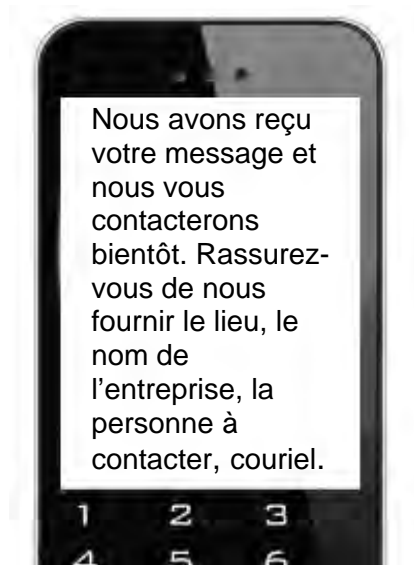 Nous avons reçu
votre message et
nous vous
contacterons
bientôt. Rassurez-
vous de nous
fournir le lieu, le
nom de
l’entreprise, la
personne à
contacter, couriel.
1 2 3
4 5 6